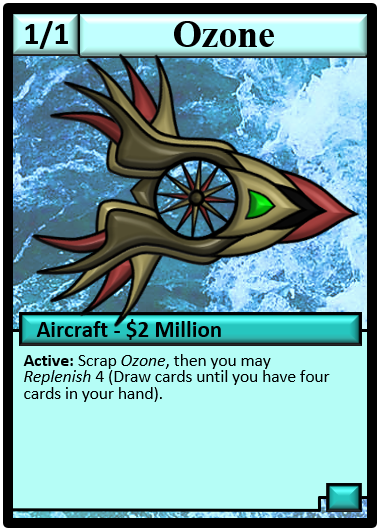 1/1 Ozone
Aircraft - $2 Million
Active: Scrap Ozone, then you may
Replenish 4 (Draw cards until you have four
cards in your hand).